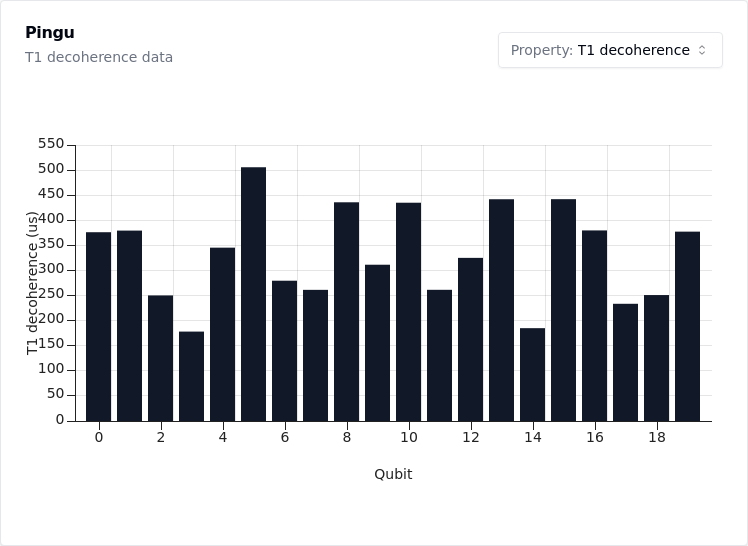 Pingu
T1 decoherence data
Property: T1 decoherence
550
500
450
400
350
300
250
200
150
100
50
0
T1 decoherence (us)
0 2 4 6 8 10 12 14 16 18
Qubit